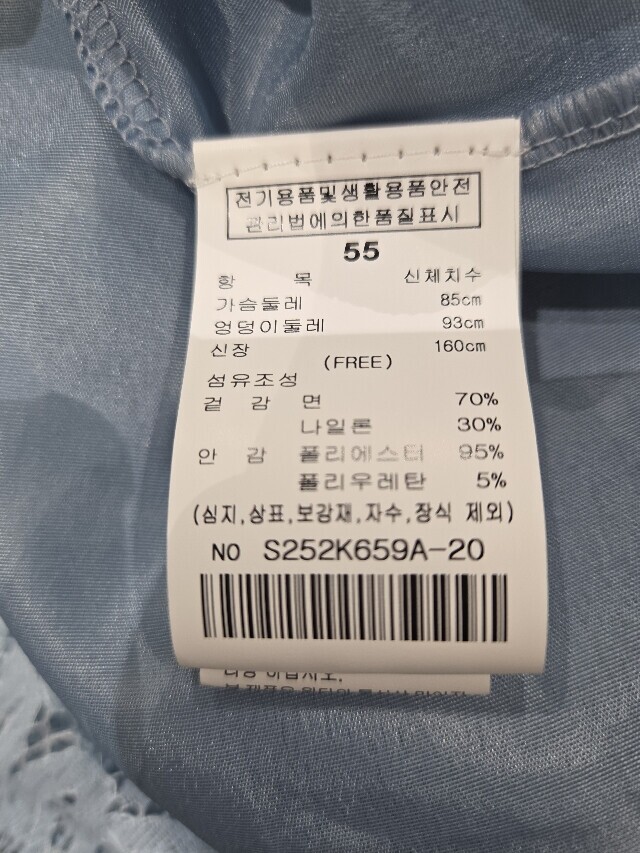 전기용품및생활용품안전
관리법에의한품질표시
55
항 목 신체치수
가슴둘레 85cm
엉덩이둘레 93cm
신장 160cm
(FREE)
섬유조성
겉 감 면 70%
나일론 30%
안 감 폴리에스터 95%
폴리우레탄 5%
(심지,상표,보강재,자수,장식 제외)
NO S252K659A-20